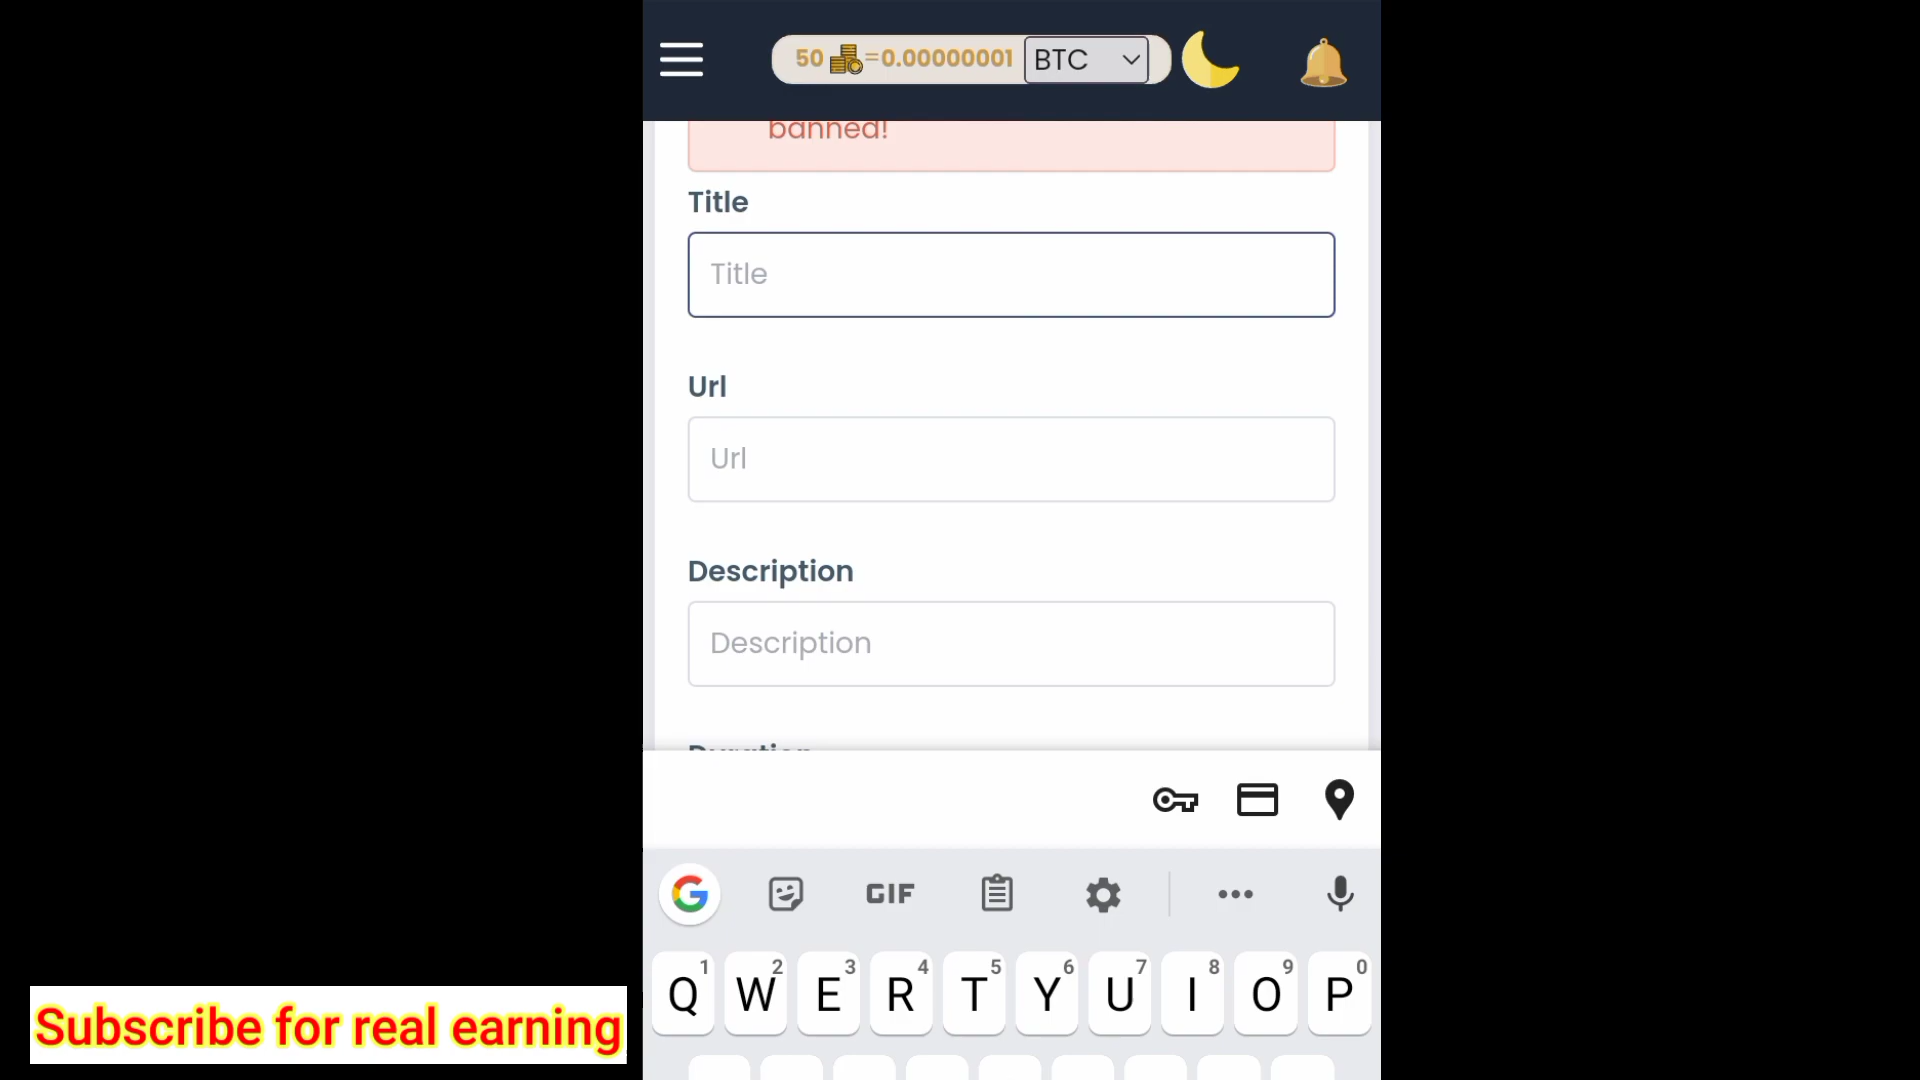 50 =0.00000001 BTC
banned!
Title
Title
Url
Url
Description
Description
Duration
GIF
1 2 3 4 5 6 7 8 9 0
Q W E R T Y U I O P
Subscribe for real earning